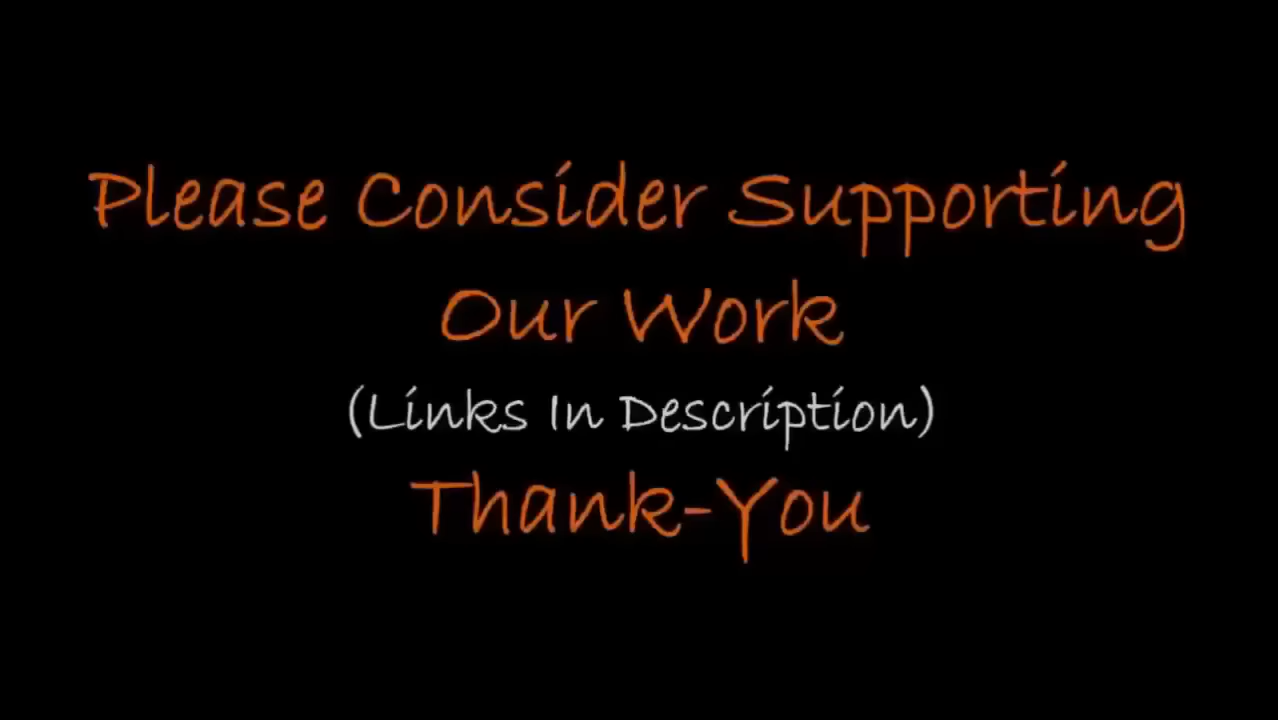 Please Consider Supporting
Our Work
(Links In Description)
Thank-You